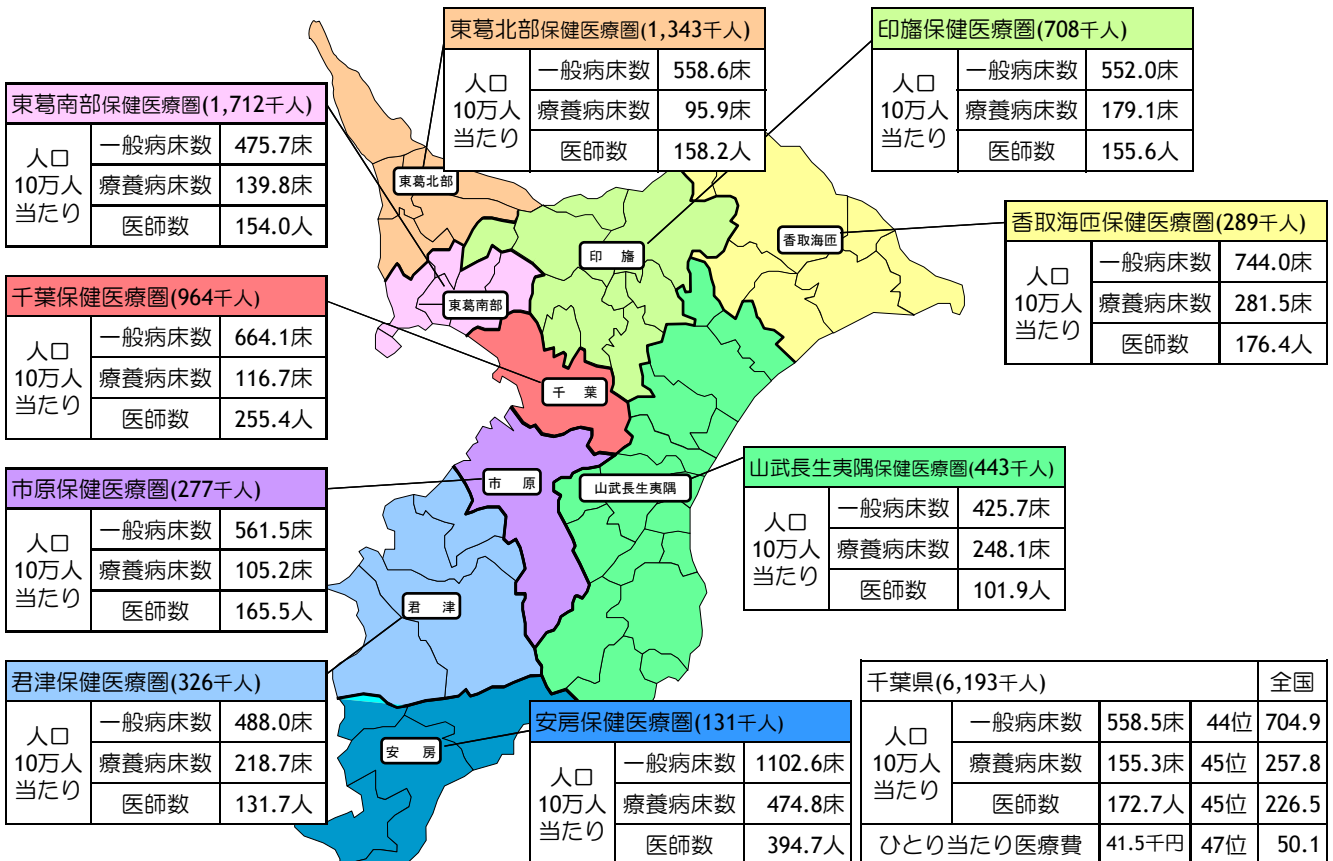 東葛北部保健医療圏(1,343千人)
人口10万人当たり
一般病床数 558.6床
療養病床数 95.9床
医師数 158.2人
印旛保健医療圏(708千人)
人口10万人当たり
一般病床数 552.0床
療養病床数 179.1床
医師数 155.6人
東葛南部保健医療圏(1,712千人)
人口10万人当たり
一般病床数 475.7床
療養病床数 139.8床
医師数 154.0人
香取海匝保健医療圏(289千人)
人口10万人当たり
一般病床数 744.0床
療養病床数 281.5床
医師数 176.4人
千葉保健医療圏(964千人)
人口10万人当たり
一般病床数 664.1床
療養病床数 116.7床
医師数 255.4人
市原保健医療圏(277千人)
人口10万人当たり
一般病床数 561.5床
療養病床数 105.2床
医師数 165.5人
山武長生夷隅保健医療圏(443千人)
人口10万人当たり
一般病床数 425.7床
療養病床数 248.1床
医師数 101.9人
君津保健医療圏(326千人)
人口10万人当たり
一般病床数 488.0床
療養病床数 218.7床
医師数 131.7人
安房保健医療圏(131千人)
人口10万人当たり
一般病床数 1102.6床
療養病床数 474.8床
医師数 394.7人
千葉県(6,193千人) 全国
人口10万人当たり
一般病床数 558.5床 44位 704.9
療養病床数 155.3床 45位 257.8
医師数 172.7人 45位 226.5
ひとり当たり医療費 41.5千円 47位 50.1
東葛北部
印旛
香取海匝
東葛南部
千葉
市原
山武長生夷隅
君津
安房